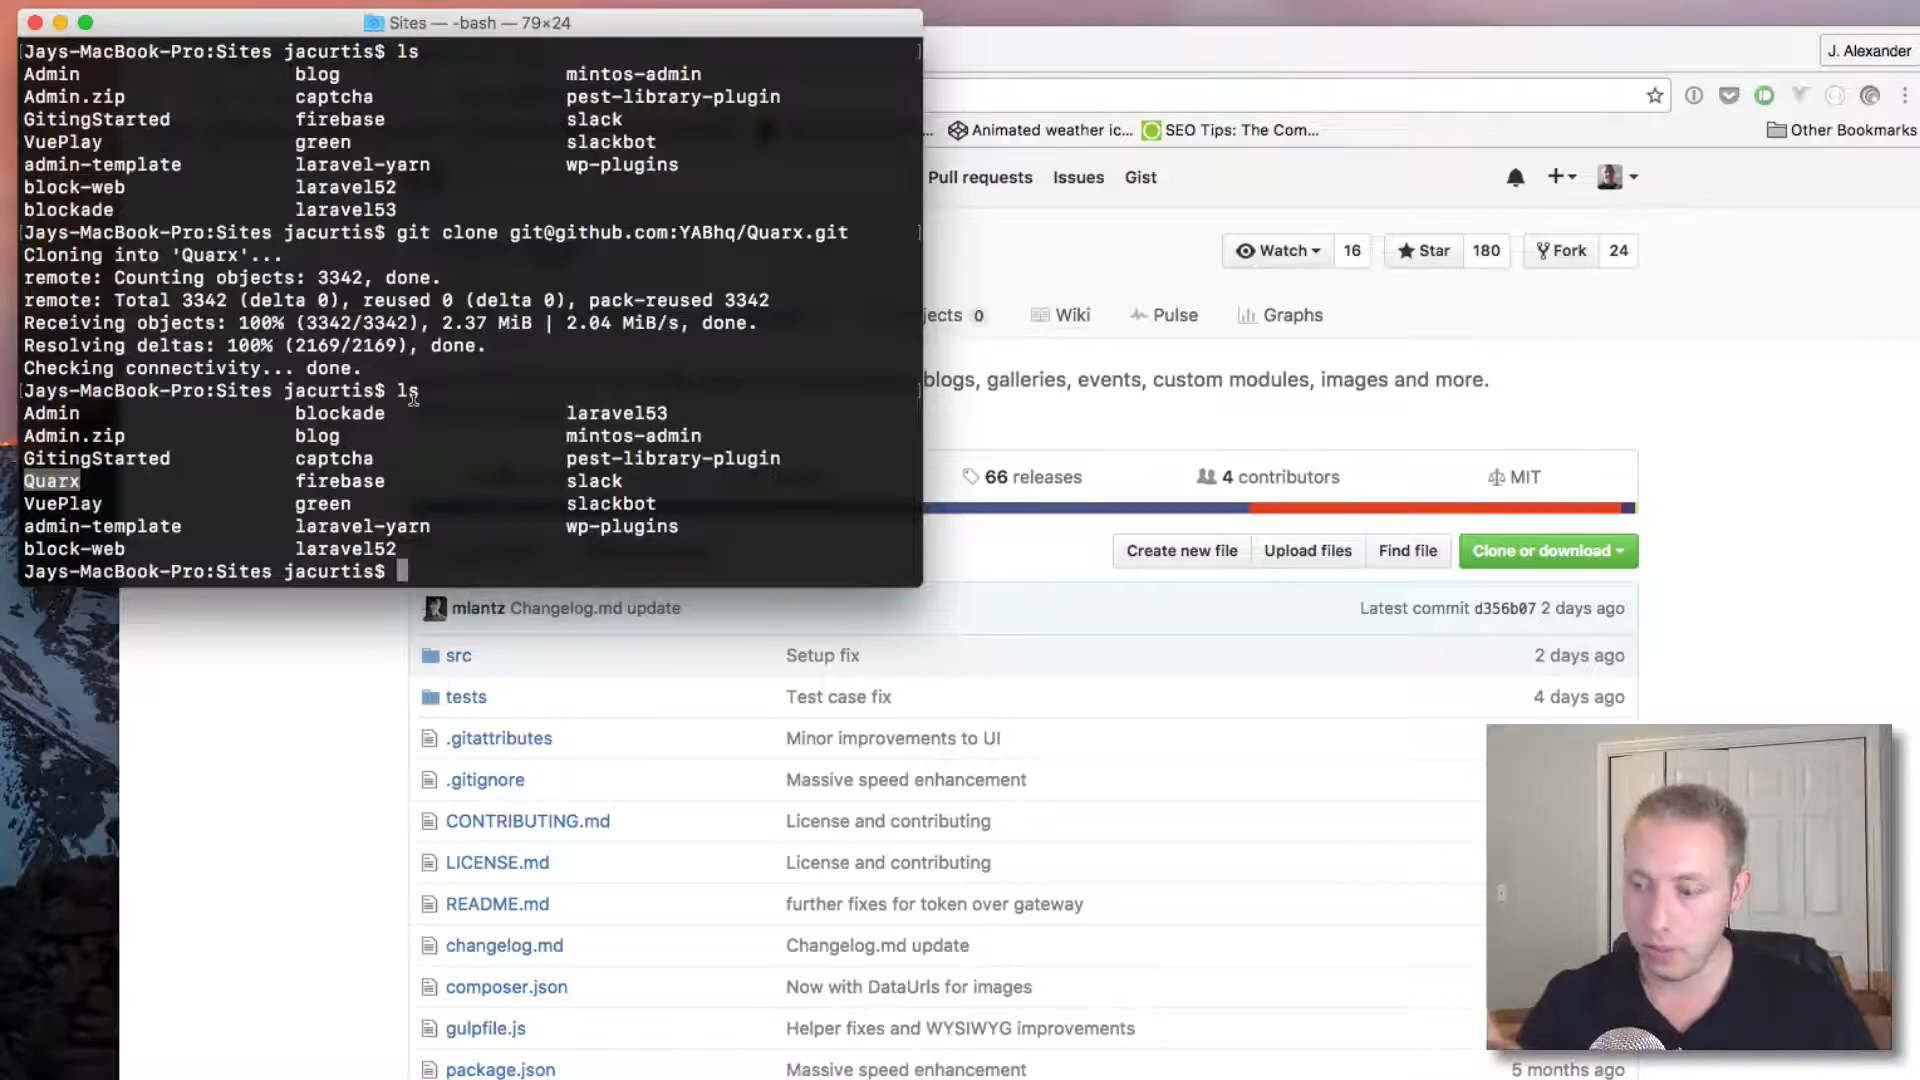 Sites — -bash — 79×24
Jays-MacBook-Pro:Sites jacurtis$ ls
Admin blog mintos-admin
Admin.zip captcha pest-library-plugin
GitingStarted firebase slack
VuePlay green slackbot
admin-template laravel-yarn wp-plugins
block-web laravel52
blockade laravel53
Jays-MacBook-Pro:Sites jacurtis$ git clone git@github.com:YABhq/Quarx.git
Cloning into 'Quarx'...
remote: Counting objects: 3342, done.
remote: Total 3342 (delta 0), reused 0 (delta 0), pack-reused 3342
Receiving objects: 100% (3342/3342), 2.37 MiB | 2.04 MiB/s, done.
Resolving deltas: 100% (2169/2169), done.
Checking connectivity... done.
Jays-MacBook-Pro:Sites jacurtis$ ls
Admin blockade laravel53
Admin.zip blog mintos-admin
GitingStarted captcha pest-library-plugin
Quarx firebase slack
VuePlay green slackbot
admin-template laravel-yarn wp-plugins
block-web laravel52
Jays-MacBook-Pro:Sites jacurtis$
J. Alexander
... Animated weather ic... SEO Tips: The Com... Other Bookmarks
Pull requests Issues Gist
Watch 16 Star 180 Fork 24
jects 0 Wiki Pulse Graphs
blogs, galleries, events, custom modules, images and more.
66 releases 4 contributors MIT
Create new file Upload files Find file Clone or download
mlantz Changelog.md update Latest commit d356b07 2 days ago
src Setup fix 2 days ago
tests Test case fix 4 days ago
.gitattributes Minor improvements to UI
.gitignore Massive speed enhancement
CONTRIBUTING.md License and contributing
LICENSE.md License and contributing
README.md further fixes for token over gateway
changelog.md Changelog.md update
composer.json Now with DataUrls for images
gulpfile.js Helper fixes and WYSIWYG improvements
package.json Massive speed enhancement 5 months ago